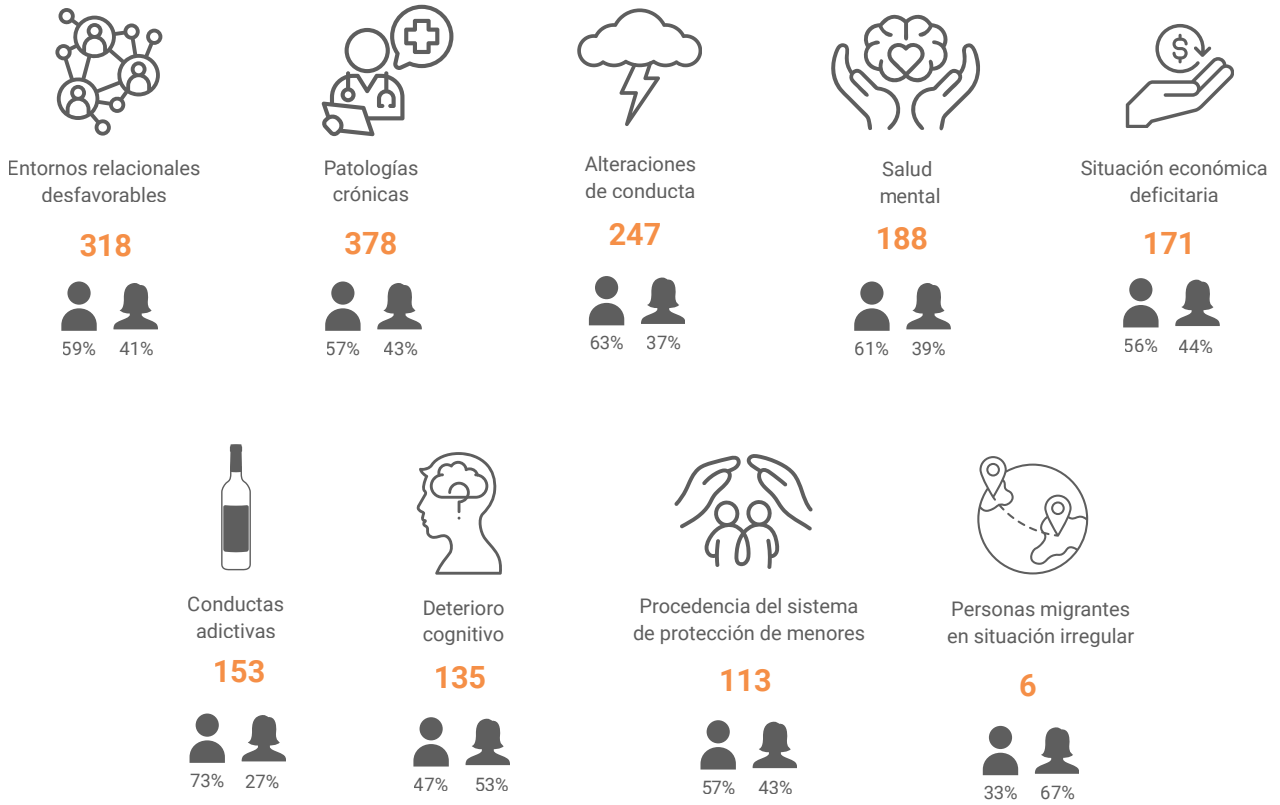 Entornos relacionales
desfavorables
318
59% 41%
Patologías
crónicas
378
57% 43%
Alteraciones
de conducta
247
63% 37%
Salud
mental
188
61% 39%
$
Situación económica
deficitaria
171
56% 44%
Conductas
adictivas
153
73% 27%
Deterioro
cognitivo
135
47% 53%
Procedencia del sistema
de protección de menores
113
57% 43%
Personas migrantes
en situación irregular
6
33% 67%